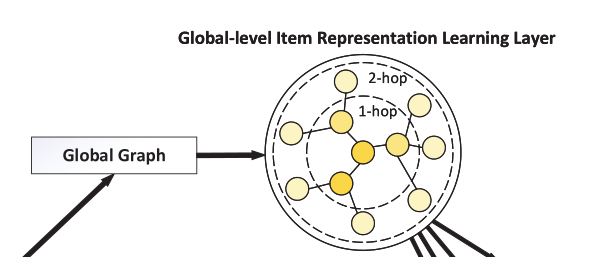 Global-level Item Representation Learning Layer
2-hop
1-hop
Global Graph